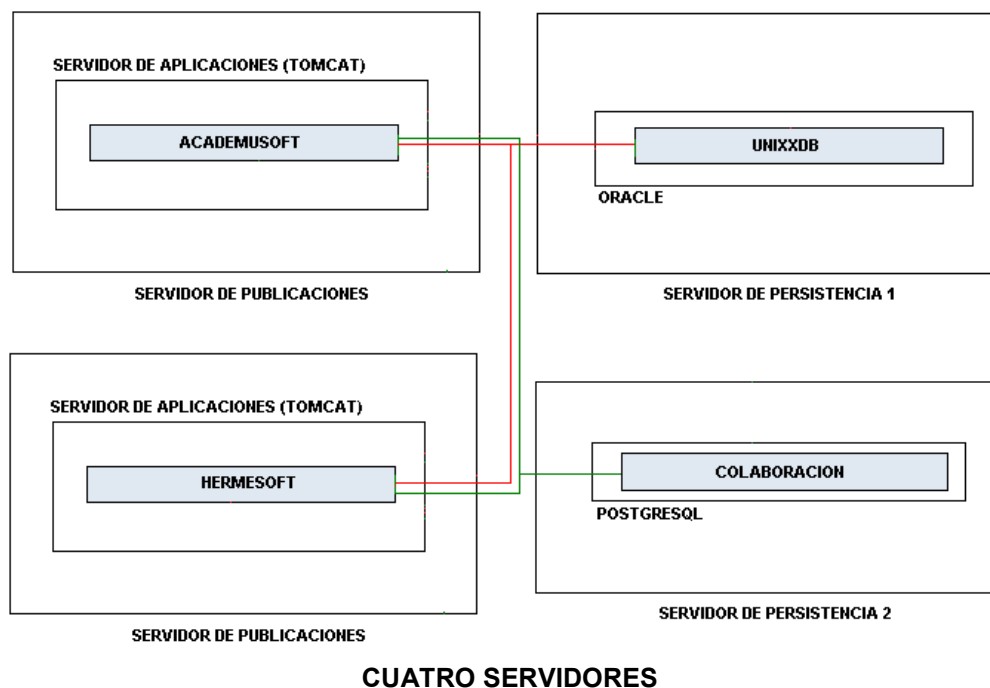 SERVIDOR DE APLICACIONES (TOMCAT)
ACADEMUSOFT
SERVIDOR DE PUBLICACIONES
UNIXXDB
ORACLE
SERVIDOR DE PERSISTENCIA 1
SERVIDOR DE APLICACIONES (TOMCAT)
HERMESOFT
SERVIDOR DE PUBLICACIONES
COLABORACION
POSTGRESQL
SERVIDOR DE PERSISTENCIA 2
CUATRO SERVIDORES